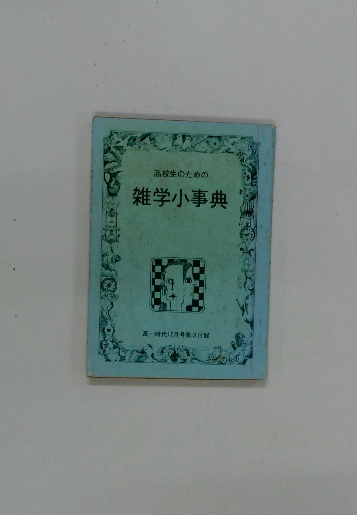 高校生のための
雑学小事典
高一時代12月号第3付録